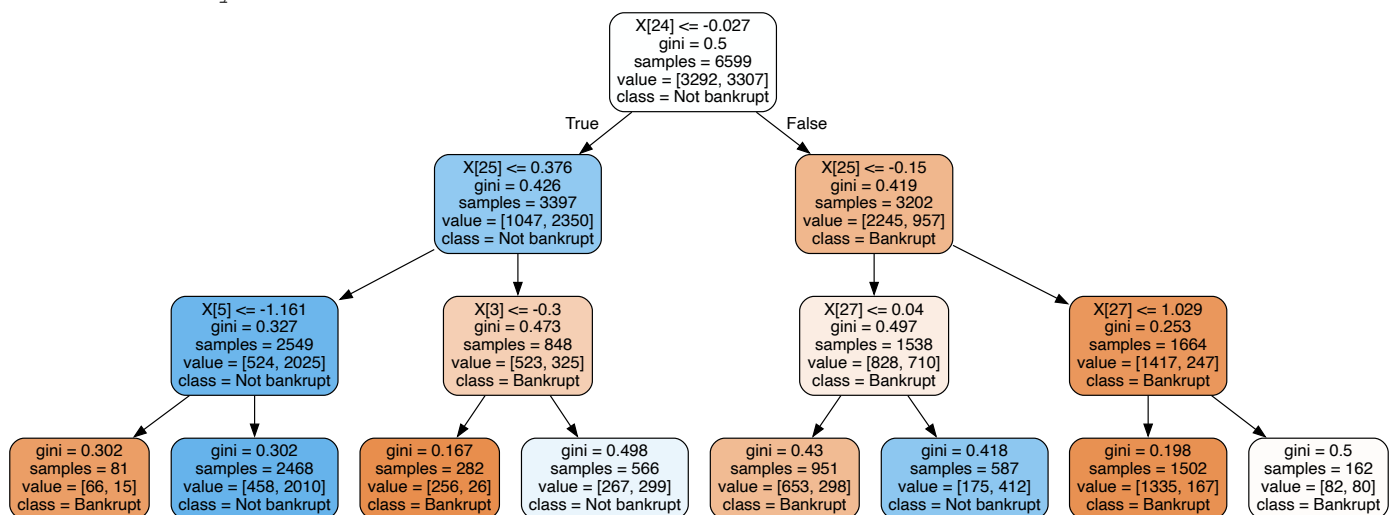 X[24] <= -0.027
gini = 0.5
samples = 6599
value = [3292, 3307]
class = Not bankrupt
True
False
X[25] <= 0.376
gini = 0.426
samples = 3397
value = [1047, 2350]
class = Not bankrupt
X[25] <= -0.15
gini = 0.419
samples = 3202
value = [2245, 957]
class = Bankrupt
X[5] <= -1.161
gini = 0.327
samples = 2549
value = [524, 2025]
class = Not bankrupt
X[3] <= -0.3
gini = 0.473
samples = 848
value = [523, 325]
class = Bankrupt
X[27] <= 0.04
gini = 0.497
samples = 1538
value = [828, 710]
class = Bankrupt
X[27] <= 1.029
gini = 0.253
samples = 1664
value = [1417, 247]
class = Bankrupt
gini = 0.302
samples = 81
value = [66, 15]
class = Bankrupt
gini = 0.302
samples = 2468
value = [458, 2010]
class = Not bankrupt
gini = 0.167
samples = 282
value = [256, 26]
class = Bankrupt
gini = 0.498
samples = 566
value = [267, 299]
class = Not bankrupt
gini = 0.43
samples = 951
value = [653, 298]
class = Bankrupt
gini = 0.418
samples = 587
value = [175, 412]
class = Not bankrupt
gini = 0.198
samples = 1502
value = [1335, 167]
class = Bankrupt
gini = 0.5
samples = 162
value = [82, 80]
class = Bankrupt